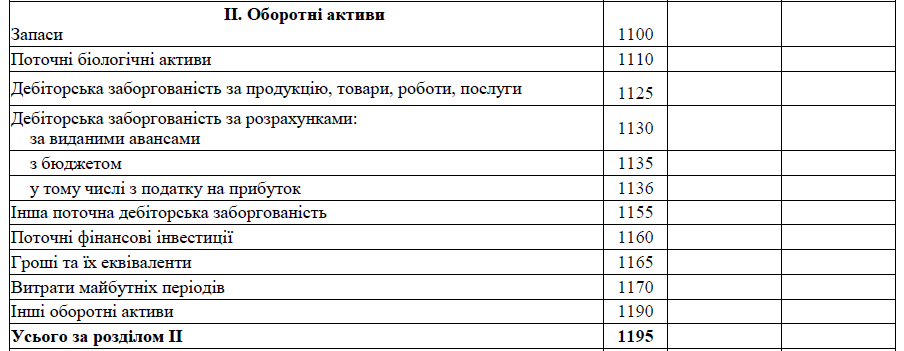 II. Оборотні активи
Запаси 1100
Поточні біологічні активи 1110
Дебіторська заборгованість за продукцію, товари, роботи, послуги 1125
Дебіторська заборгованість за розрахунками:
за виданими авансами 1130
з бюджетом 1135
у тому числі з податку на прибуток 1136
Інша поточна дебіторська заборгованість 1155
Поточні фінансові інвестиції 1160
Гроші та їх еквіваленти 1165
Витрати майбутніх періодів 1170
Інші оборотні активи 1190
Усього за розділом II 1195